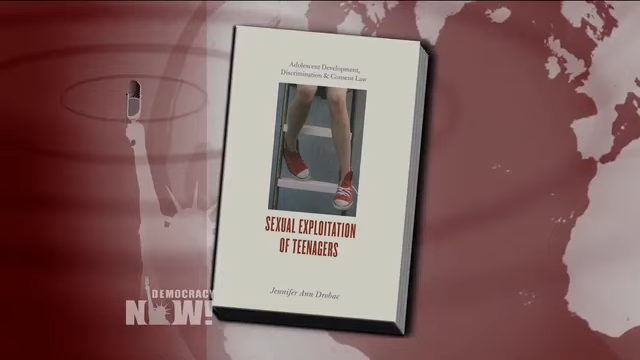 Adolescent Development,
Discrimination & Consent Law
SEXUAL EXPLOITATION
OF TEENAGERS
Jennifer Ann Drobac
DEMOCRACY
NOW!